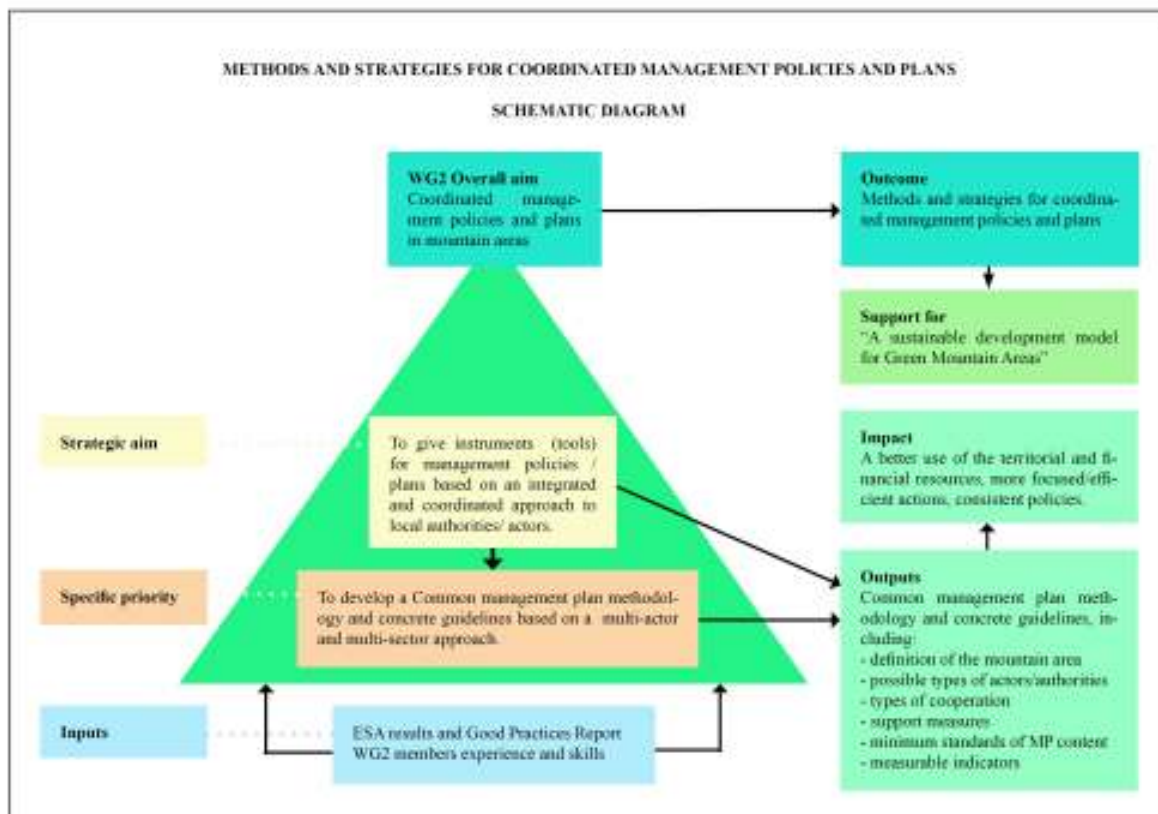 METHODS AND STRATEGIES FOR COORDINATED MANAGEMENT POLICIES AND PLANS
SCHEMATIC DIAGRAM
WG2 Overall aim
Coordinated manage-
ment policies and plans
in mountain areas
Outcome
Methods and strategies for coordina-
ted management policies and plans
Support for
“A sustainable development model
for Green Mountain Areas”
Strategic aim
To give instruments (tools)
for management policies /
plans based on an integrated
and coordinated approach to
local authorities/ actors.
Impact
A better use of the territorial and fi-
nancial resources, more focused/effi-
cient actions, consistent policies.
Specific priority
To develop a Common management plan methodol-
ogy and concrete guidelines based on a multi-actor
and multi-sector approach.
Outputs
Common management plan meth-
odology and concrete guidelines, in-
cluding:
- definition of the mountain area
- possible types of actors/authorities
- types of cooperation
- support measures
- minimum standards of MP content
- measurable indicators
Inputs
ESA results and Good Practices Report
WG2 members experience and skills